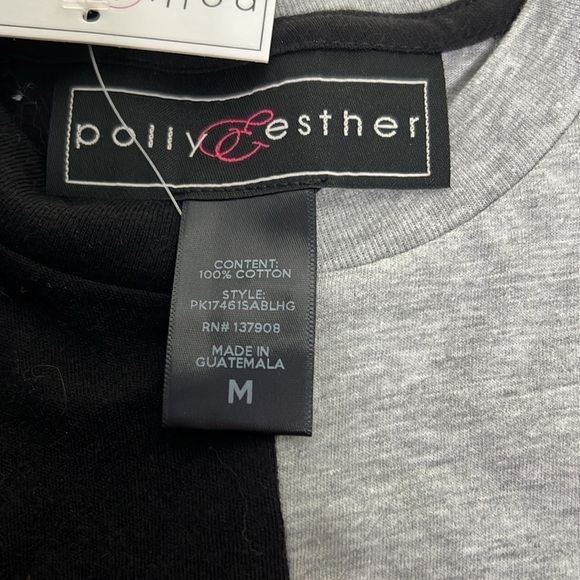 polly & esther
CONTENT:
100% COTTON
STYLE:
PK17461SABLHG
RN# 137908
MADE IN
GUATEMALA
M